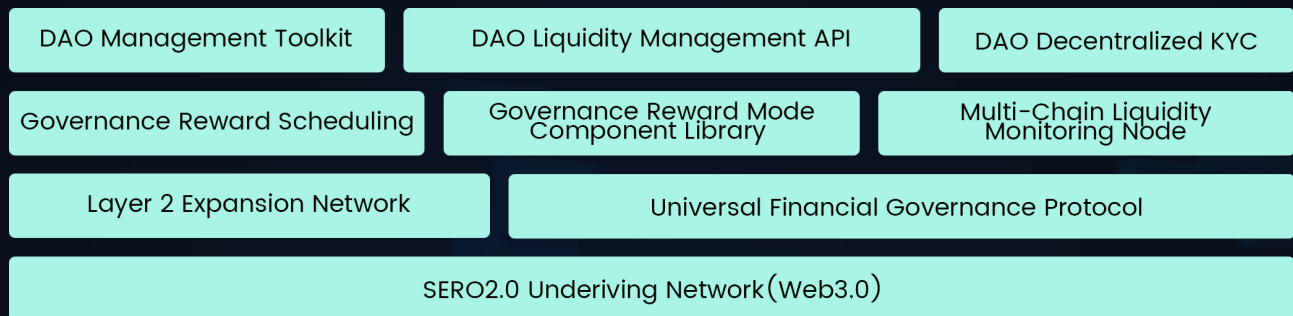 DAO Management Toolkit
DAO Liquidity Management API
DAO Decentralized KYC
Governance Reward Scheduling
Governance Reward Mode
Component Library
Multi-Chain Liquidity
Monitoring Node
Layer 2 Expansion Network
Universal Financial Governance Protocol
SERO2.0 Underiving Network(Web3.0)